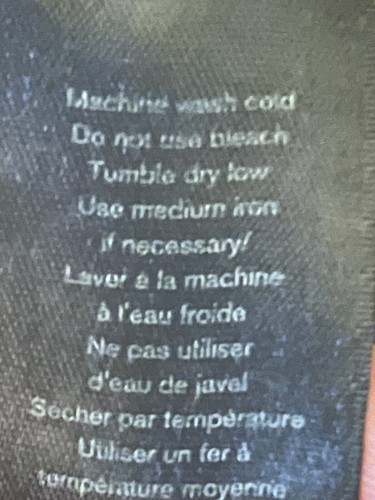 Machine wash cold
Do not use bleach
Tumble dry low
Use medium iron
if necessary/
Laver à la machine
à l'eau froide
Ne pas utiliser
d'eau de javel
Sécher par température
Utiliser un fer à
température moyenne